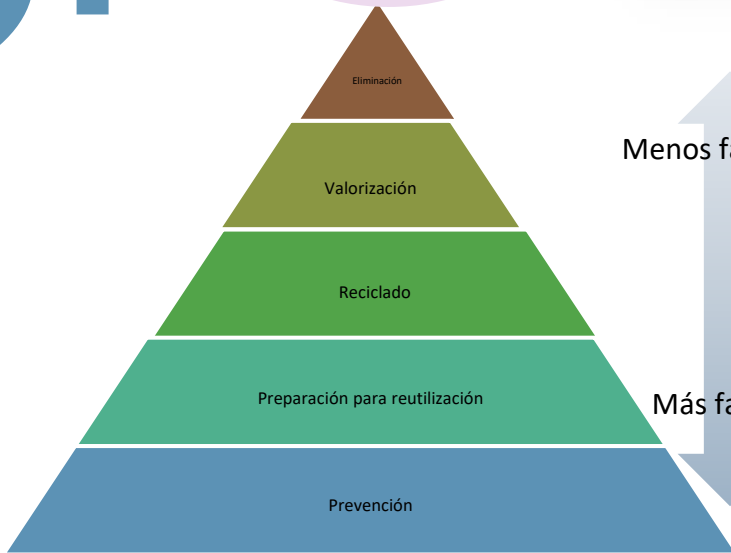 Eliminación
Menos fa
Valorización
Reciclado
Preparación para reutilización
Más fa
Prevención